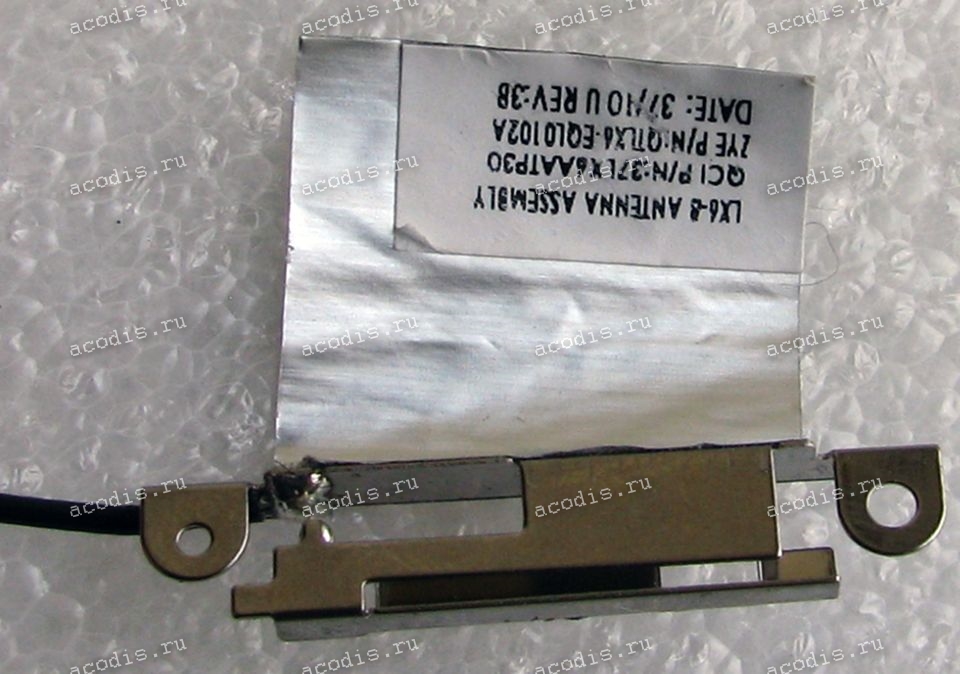 LX6-8 ANTENNA ASSEMBLY
QCI P/N:37LX6AATP30
ZYE P/N:QTLX6-EQL0102A
DATE: 37/10 U REV:3B
acodis.ru